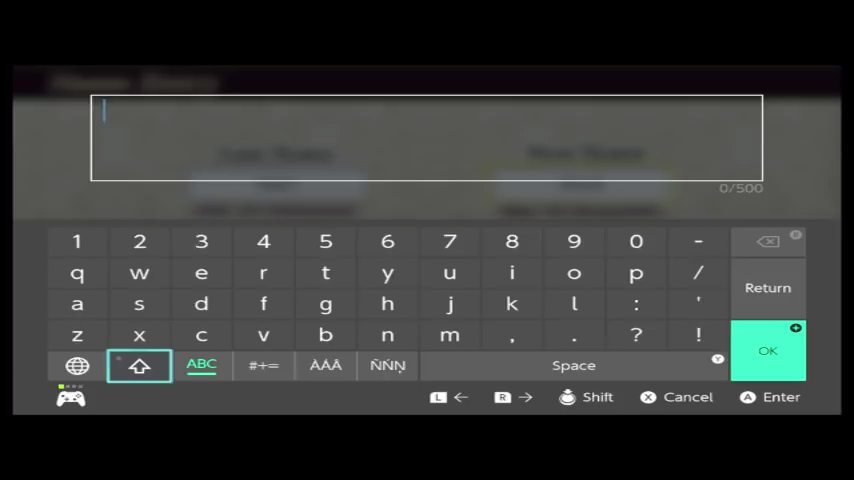 0/500
1 2 3 4 5 6 7 8 9 0 -
q w e r t y u i o p /
Return
a s d f g h j k l : '
z x c v b n m , . ? !
OK
ABC #+= ÀÁÂ ÑŃŅ Space
L ← R → Shift X Cancel A Enter